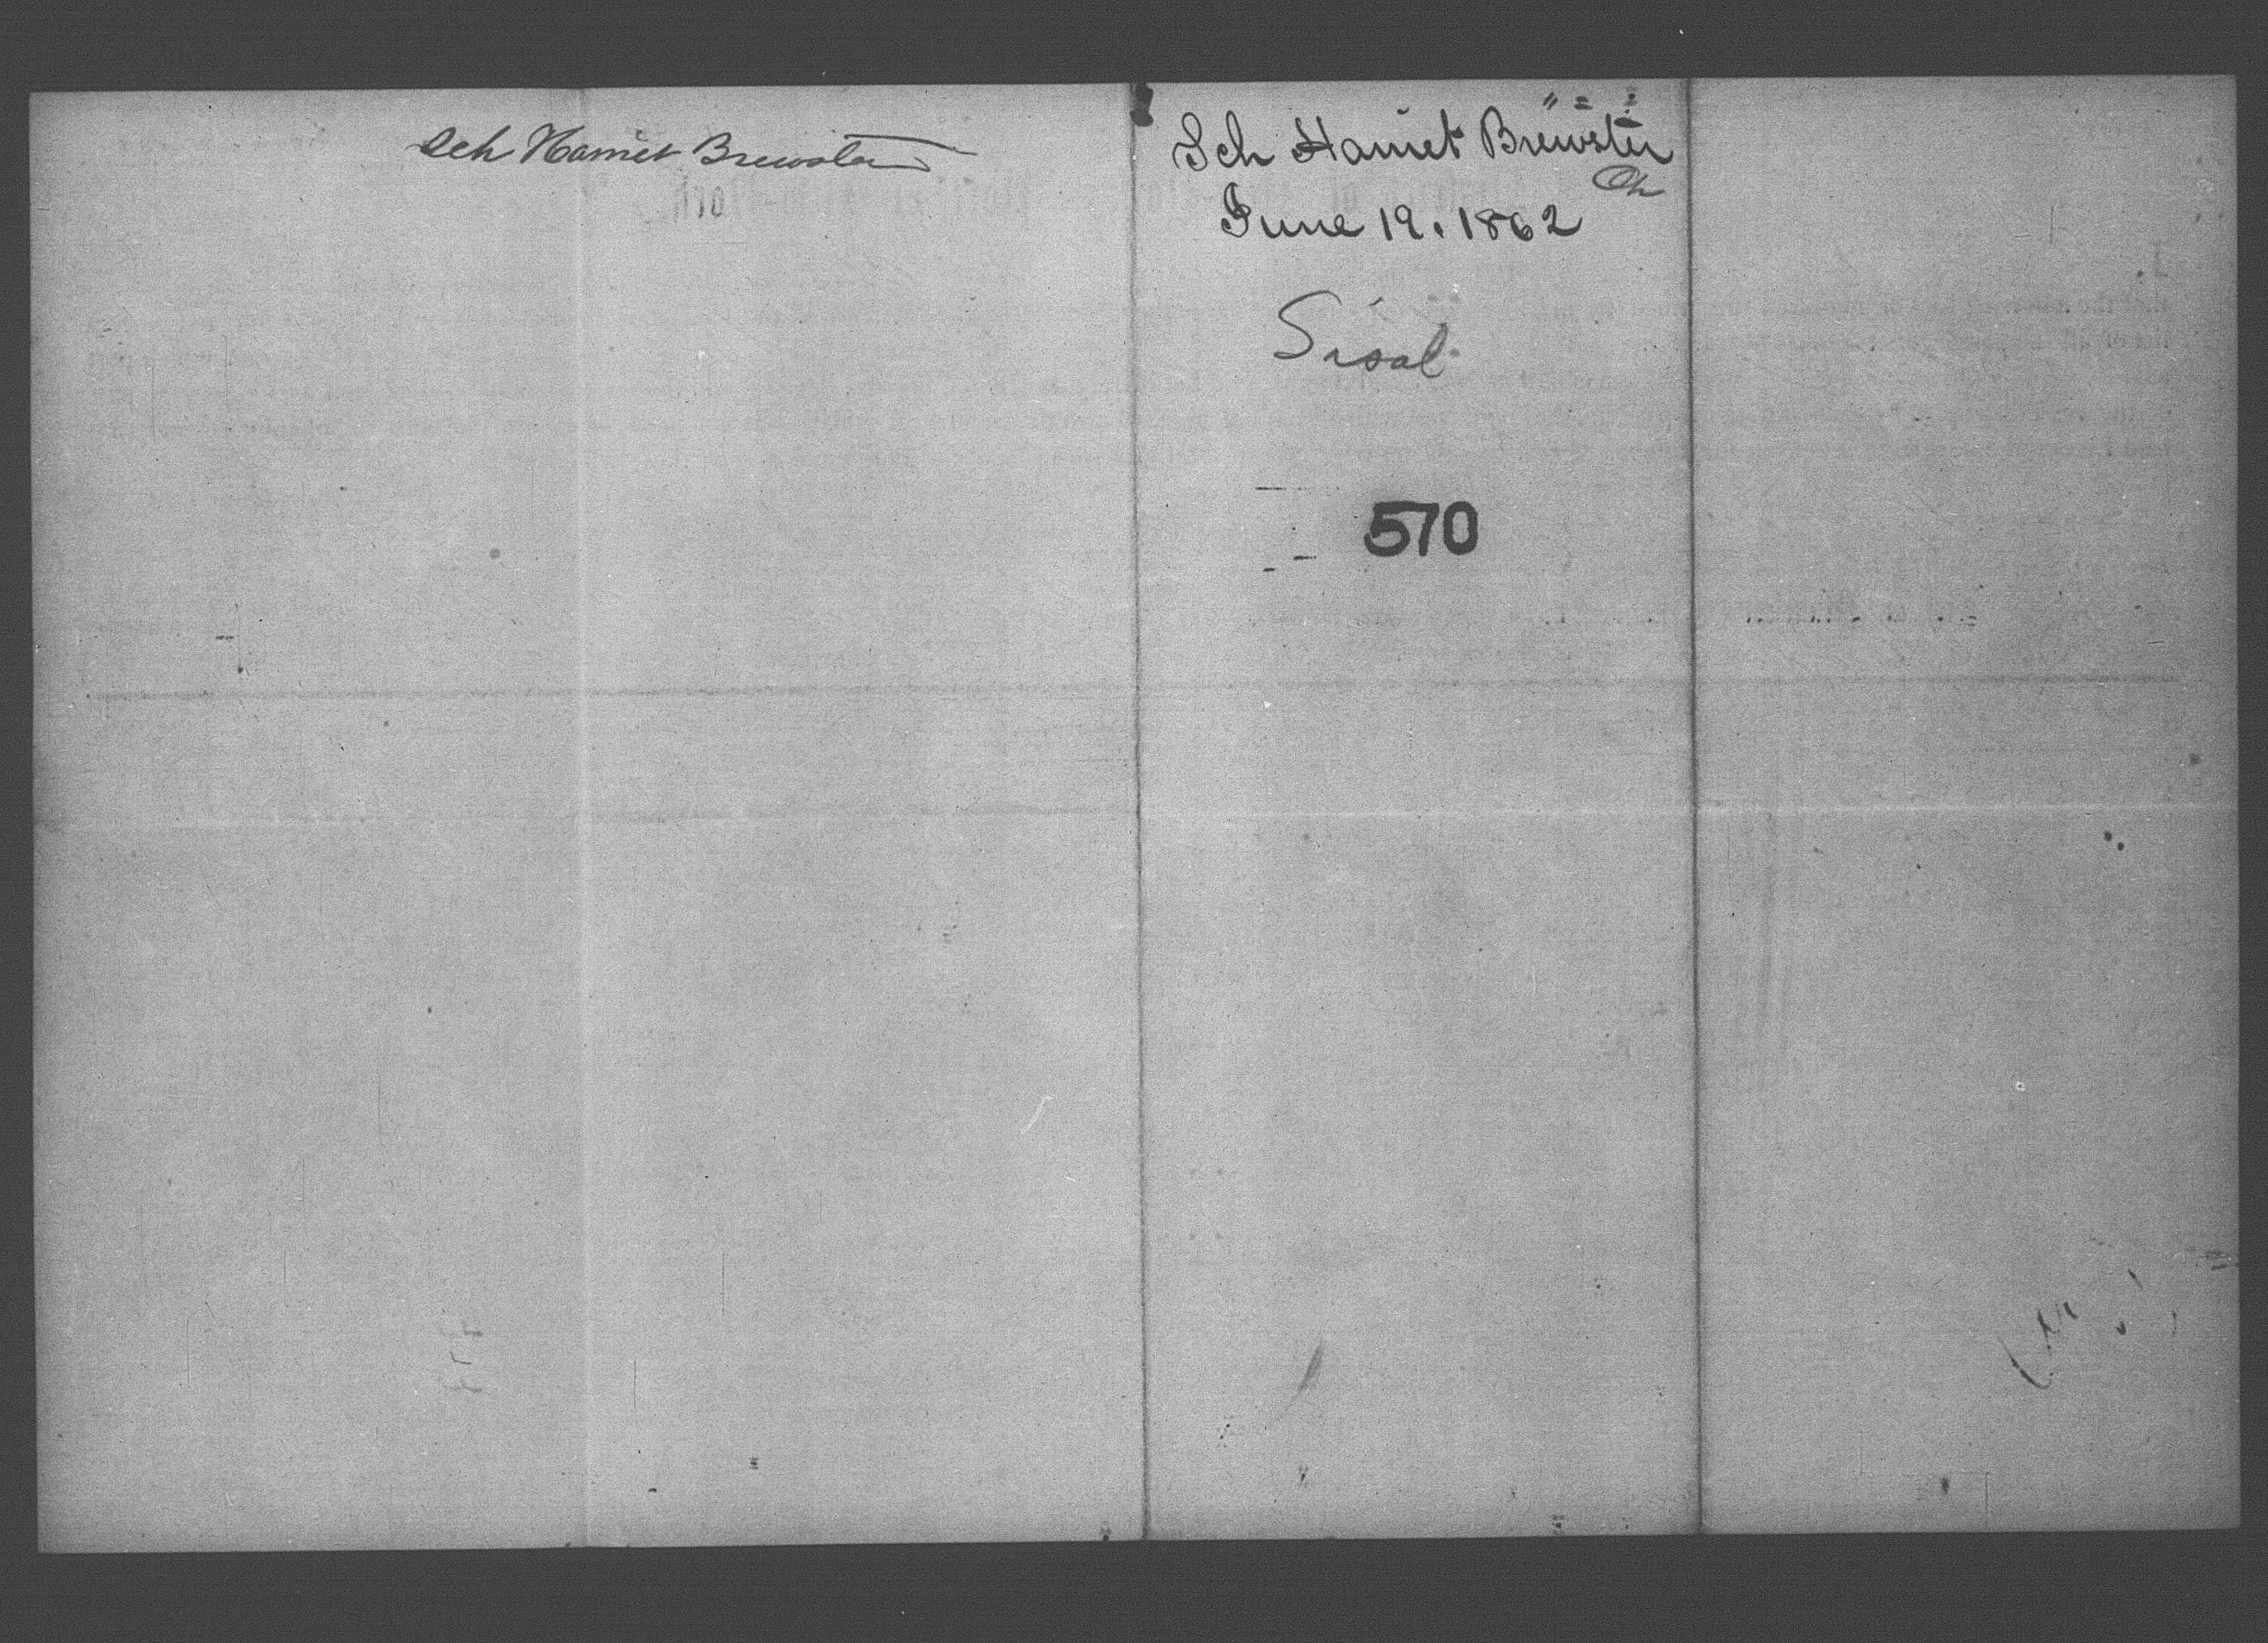 Sch Harriet Brewster
Sch Harriet Brewster
June 19. 1862
Sisal
570